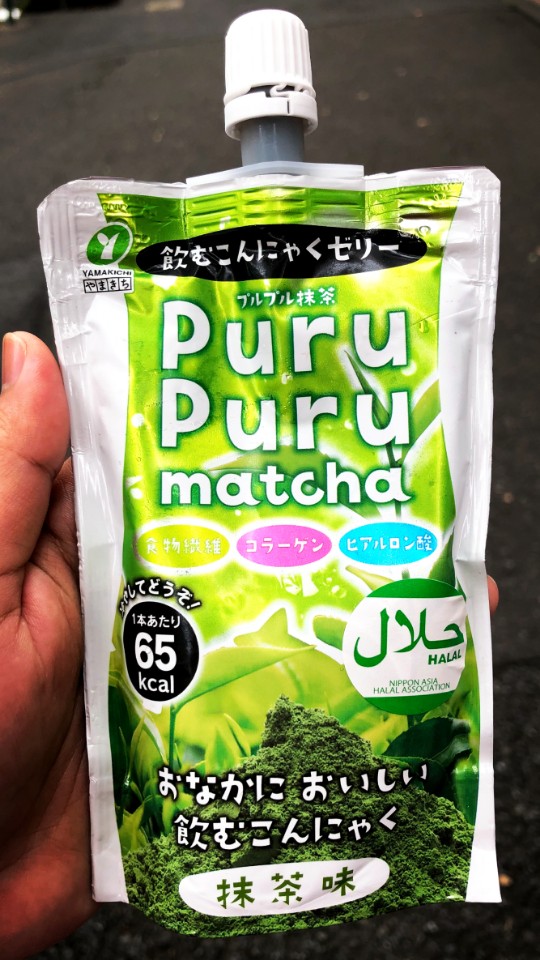 YAMAKICHI
やまきち
飲むこんにゃくゼリー
プルプル抹茶
Puru
Puru
matcha
食物繊維 コラーゲン ヒアルロン酸
してどうぞ!
1本あたり
65
kcal
حلال
HALAL
NIPPON ASIA
HALAL ASSOCIATION
おなかに おいしい
飲むこんにゃく
抹茶味